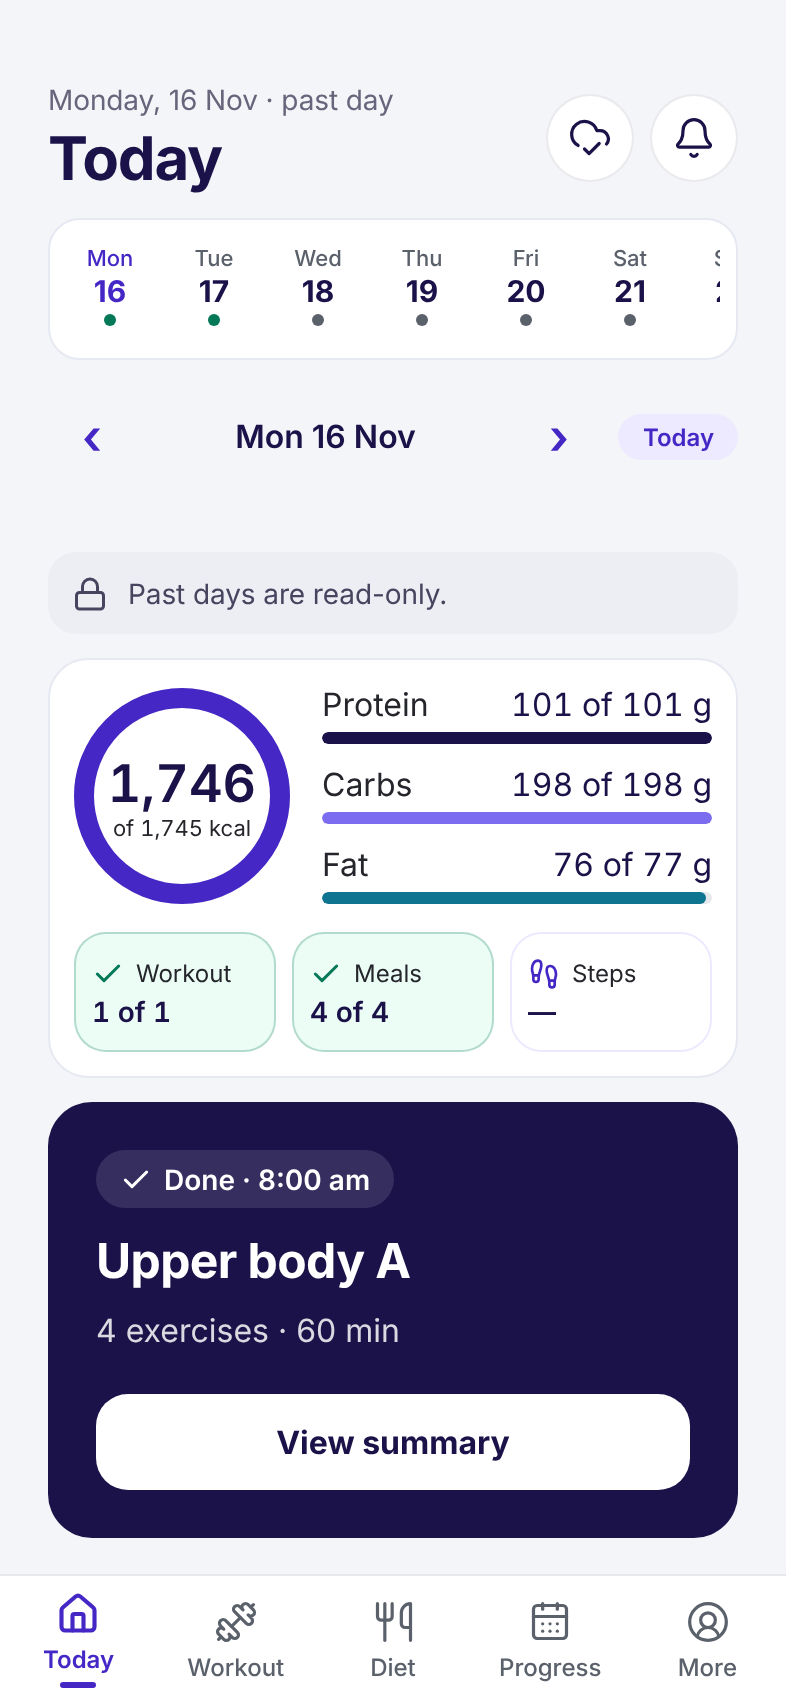 Monday, 16 Nov · past day
Today
Mon Tue Wed Thu Fri Sat
16 17 18 19 20 21
‹ Mon 16 Nov › Today
Past days are read-only.
1,746
of 1,745 kcal
Protein 101 of 101 g
Carbs 198 of 198 g
Fat 76 of 77 g
Workout
1 of 1
Meals
4 of 4
Steps
—
Done · 8:00 am
Upper body A
4 exercises · 60 min
View summary
Today Workout Diet Progress More